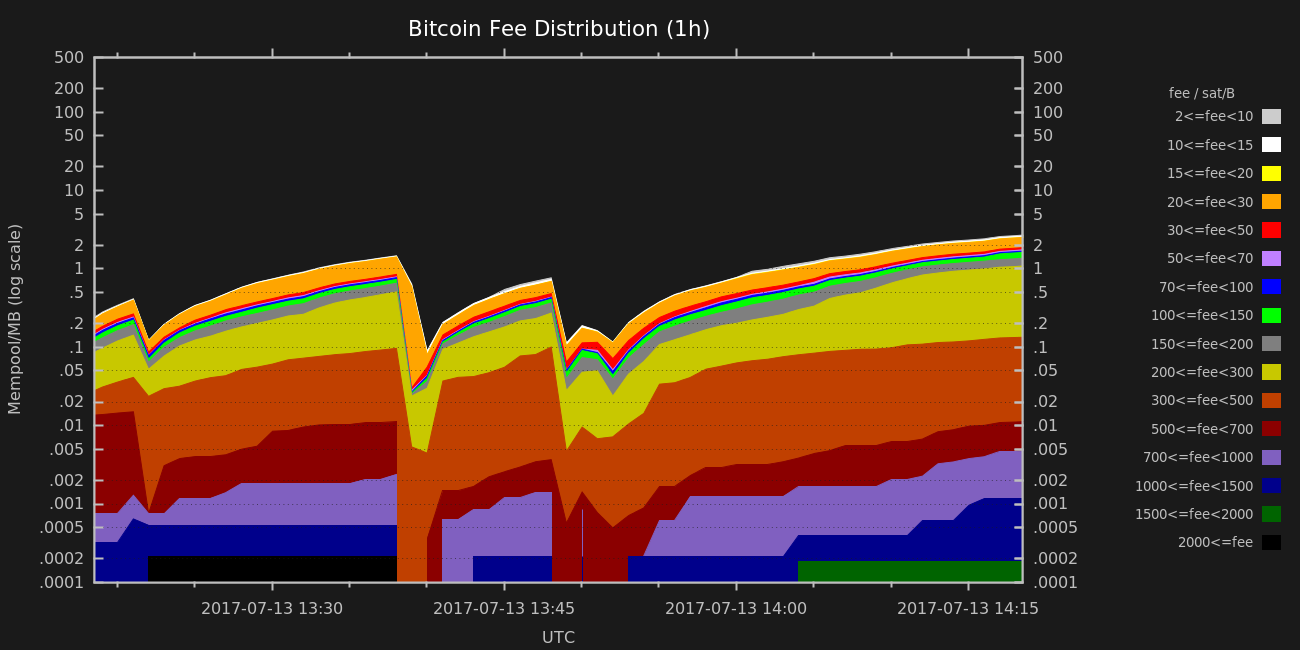 Bitcoin Fee Distribution (1h)
Mempool/MB (log scale)
500
200
100
50
20
10
5
2
1
.5
.2
.1
.05
.02
.01
.005
.002
.001
.0005
.0002
.0001
500
200
100
50
20
10
5
2
1
.5
.2
.1
.05
.02
.01
.005
.002
.001
.0005
.0002
.0001
fee / sat/B
2<=fee<10
10<=fee<15
15<=fee<20
20<=fee<30
30<=fee<50
50<=fee<70
70<=fee<100
100<=fee<150
150<=fee<200
200<=fee<300
300<=fee<500
500<=fee<700
700<=fee<1000
1000<=fee<1500
1500<=fee<2000
2000<=fee
2017-07-13 13:30 2017-07-13 13:45 2017-07-13 14:00 2017-07-13 14:15
UTC